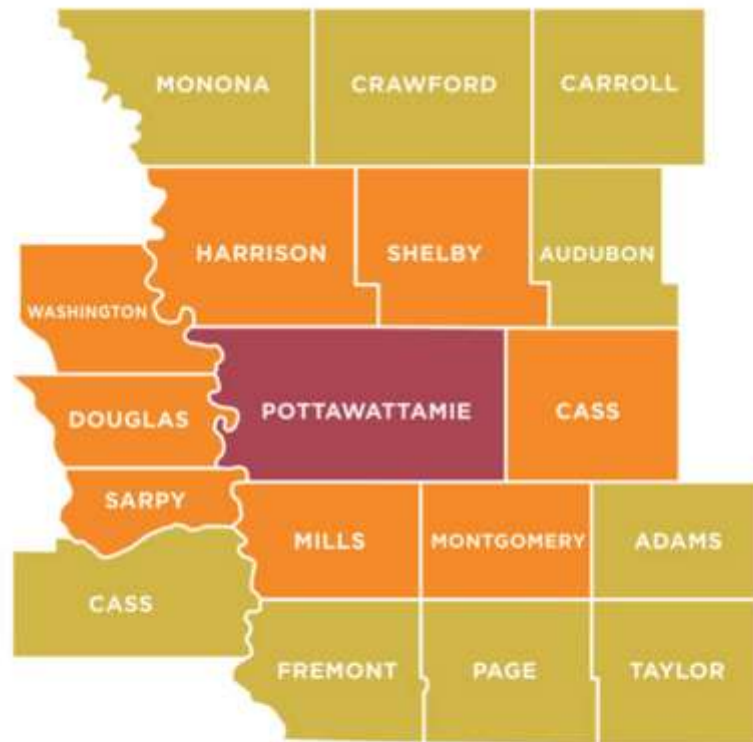 MONONA
CRAWFORD
CARROLL
HARRISON
SHELBY
AUDUBON
WASHINGTON
DOUGLAS
POTTAWATTAMIE
CASS
SARPY
MILLS
MONTGOMERY
ADAMS
CASS
FREMONT
PAGE
TAYLOR